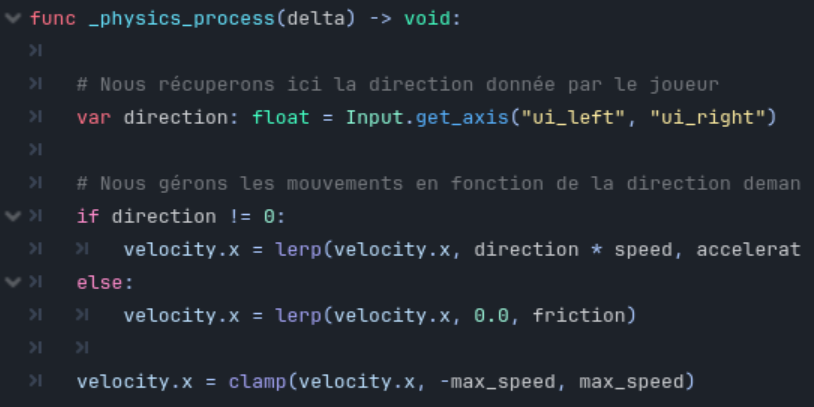 func _physics_process(delta) -> void:
# Nous récuperons ici la direction donnée par le joueur
var direction: float = Input.get_axis("ui_left", "ui_right")
# Nous gérons les mouvements en fonction de la direction deman
if direction != 0:
velocity.x = lerp(velocity.x, direction * speed, accelerat
else:
velocity.x = lerp(velocity.x, 0.0, friction)
velocity.x = clamp(velocity.x, -max_speed, max_speed)